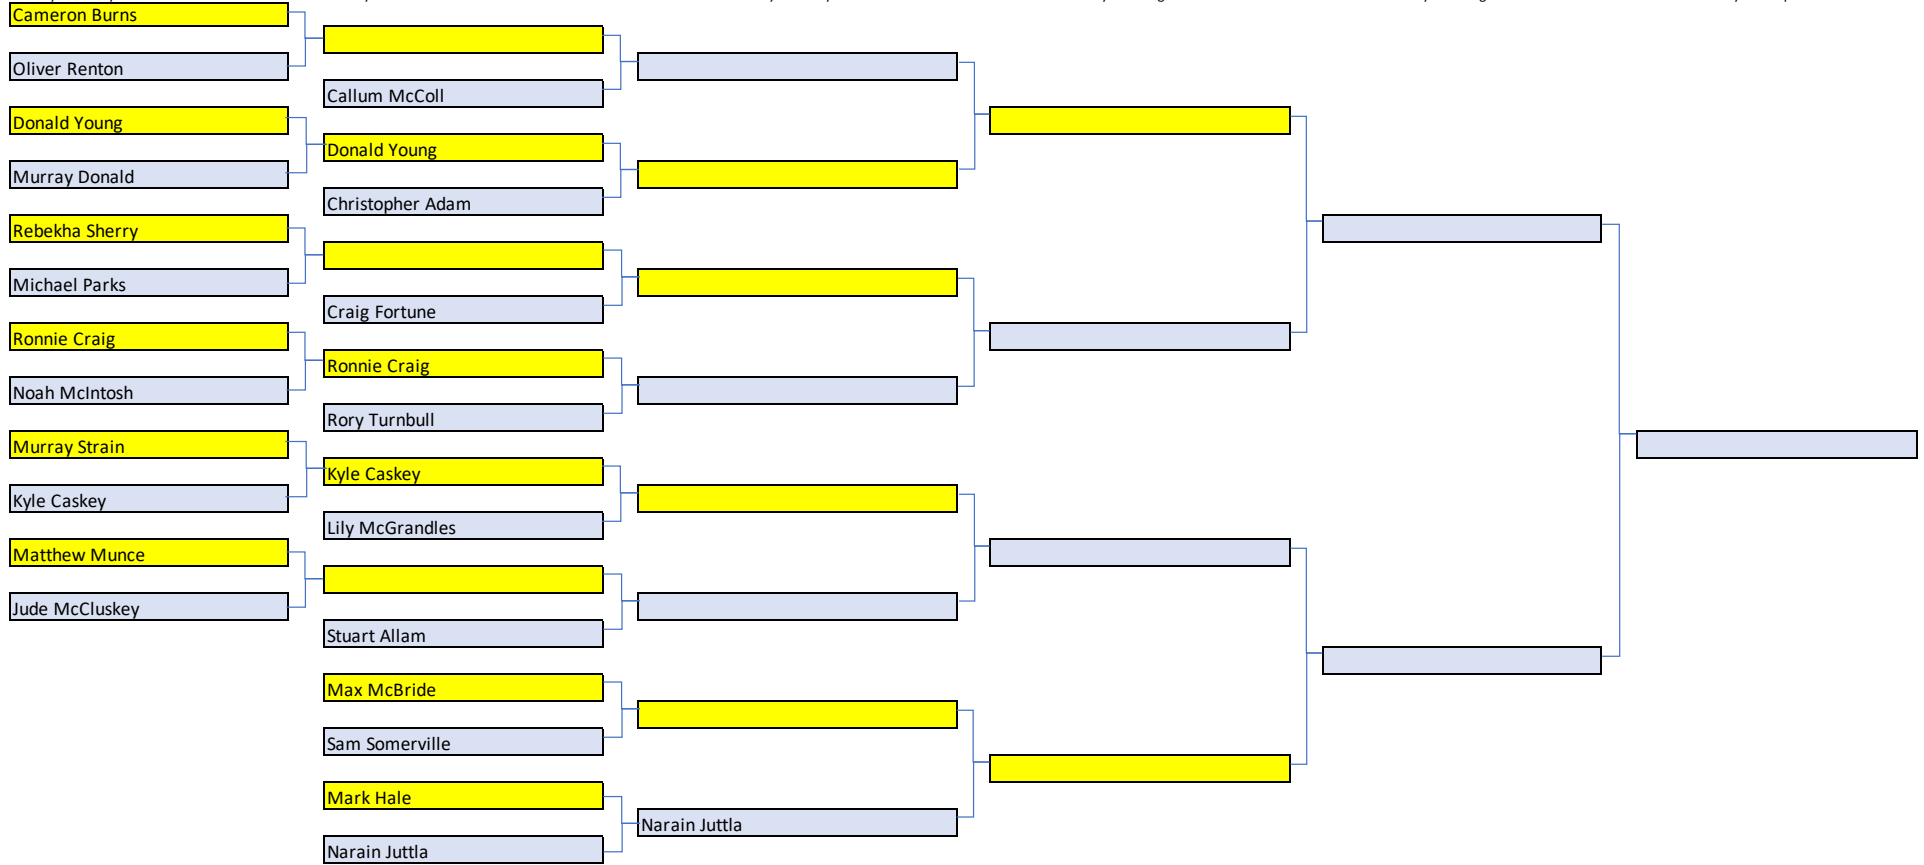 Cameron Burns
Oliver Renton
Donald Young
Murray Donald
Rebekha Sherry
Michael Parks
Ronnie Craig
Noah McIntosh
Murray Strain
Kyle Caskey
Matthew Munce
Jude McCluskey
Callum McColl
Donald Young
Christopher Adam
Craig Fortune
Ronnie Craig
Rory Turnbull
Kyle Caskey
Lily McGrandles
Stuart Allam
Max McBride
Sam Somerville
Mark Hale
Narain Juttla
Narain Juttla